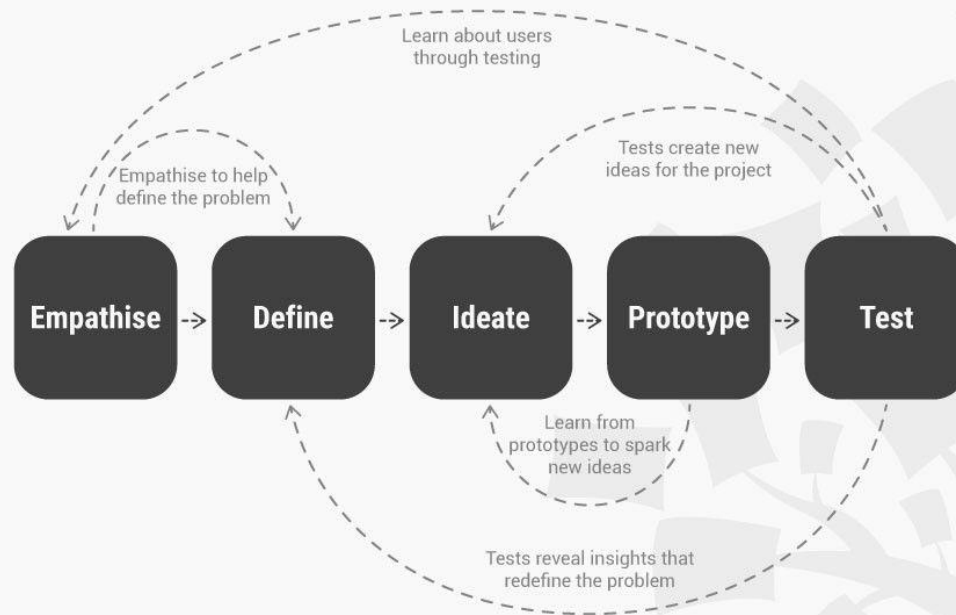 Learn about users
through testing
Tests create new
ideas for the project
Empathise to help
define the problem
Empathise
Define
Ideate
Prototype
Test
Learn from
prototypes to spark
new ideas
Tests reveal insights that
redefine the problem